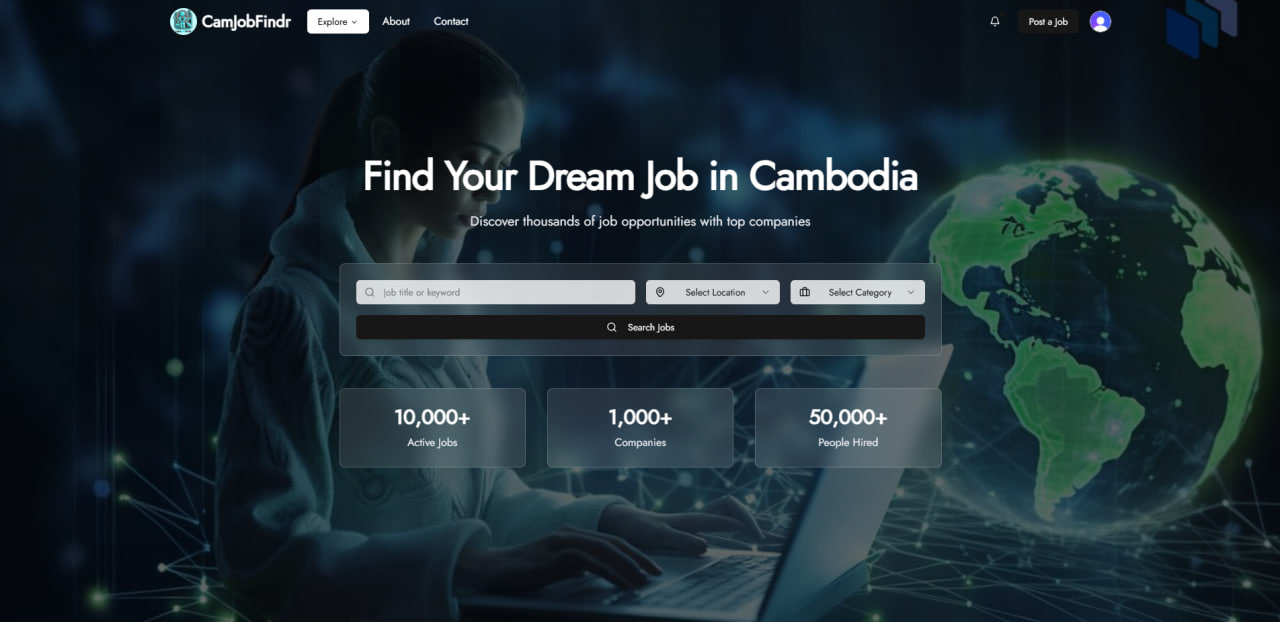 CamJobFindr Explore About Contact Post a Job
Find Your Dream Job in Cambodia
Discover thousands of job opportunities with top companies
Job title or keyword Select Location Select Category
Search Jobs
10,000+ 1,000+ 50,000+
Active Jobs Companies People Hired